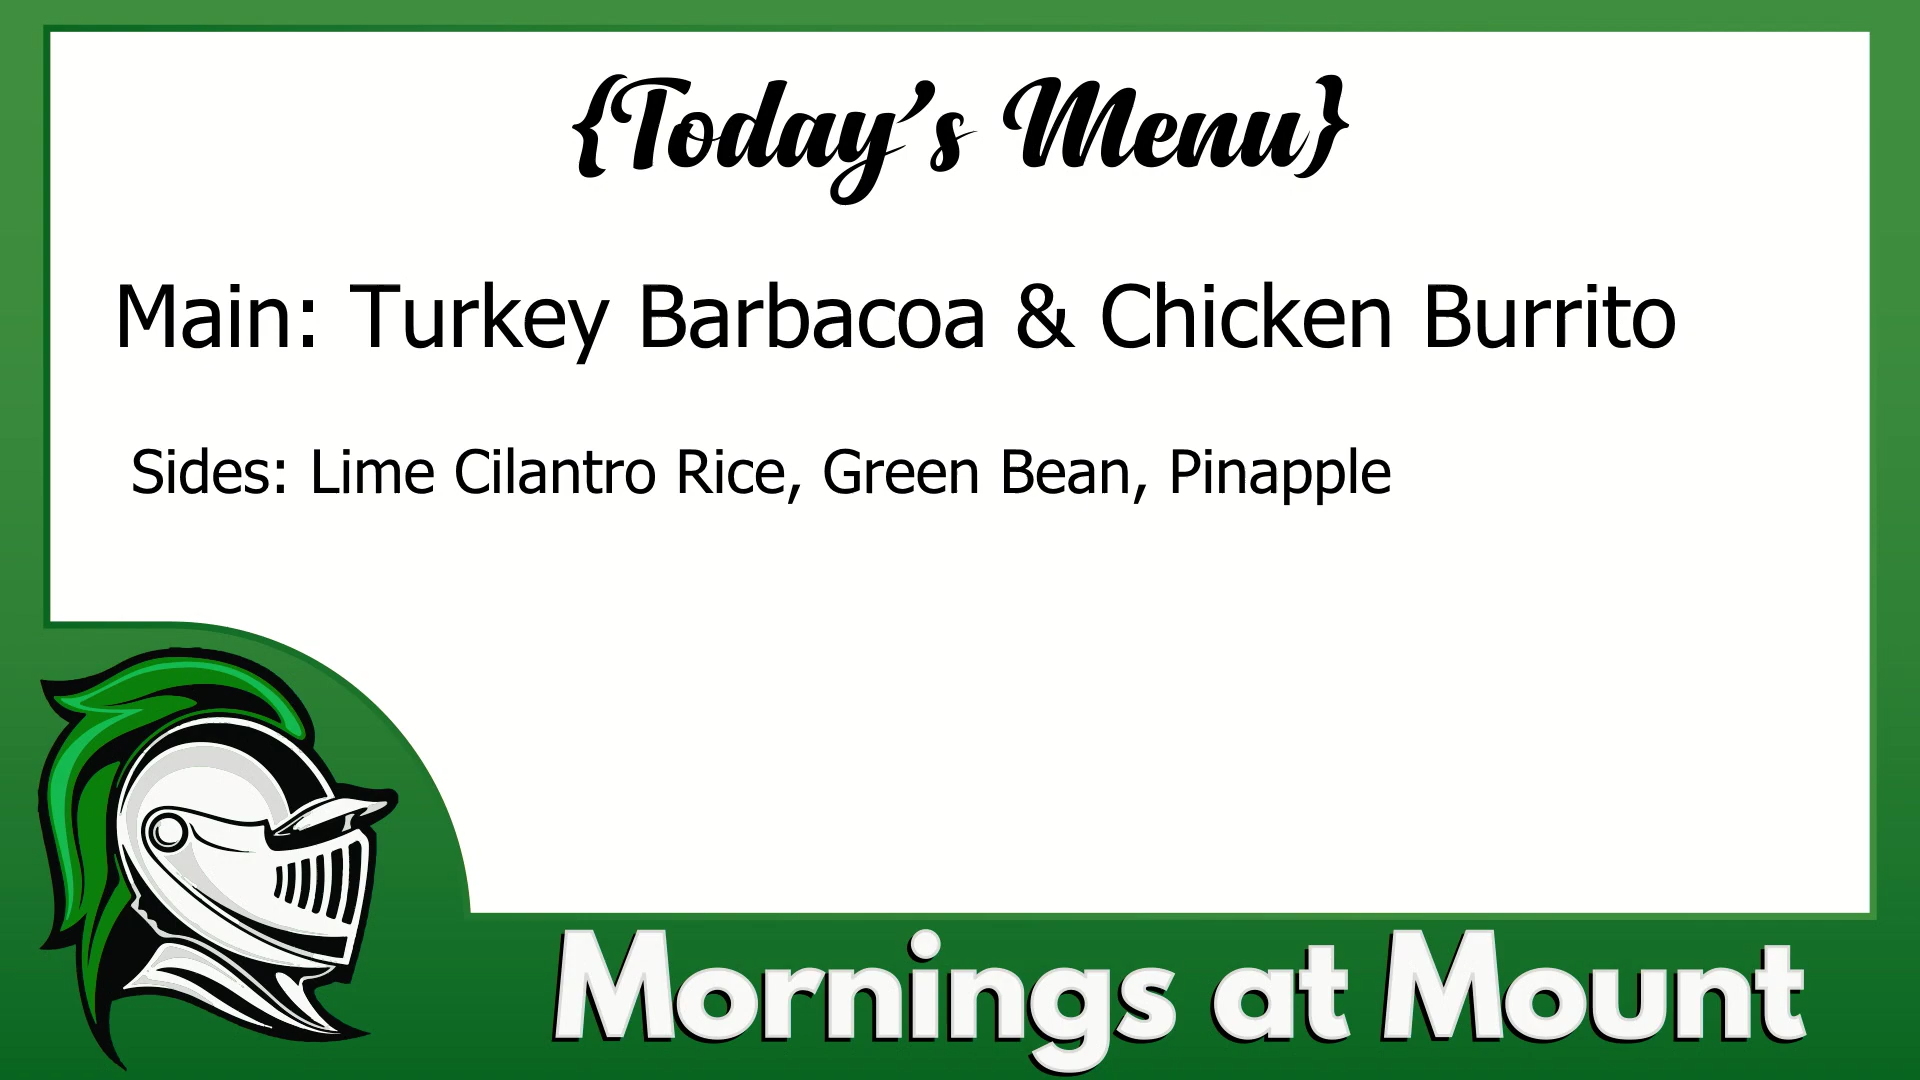 {Today's Menu}
Main: Turkey Barbacoa & Chicken Burrito
Sides: Lime Cilantro Rice, Green Bean, Pinapple
Mornings at Mount